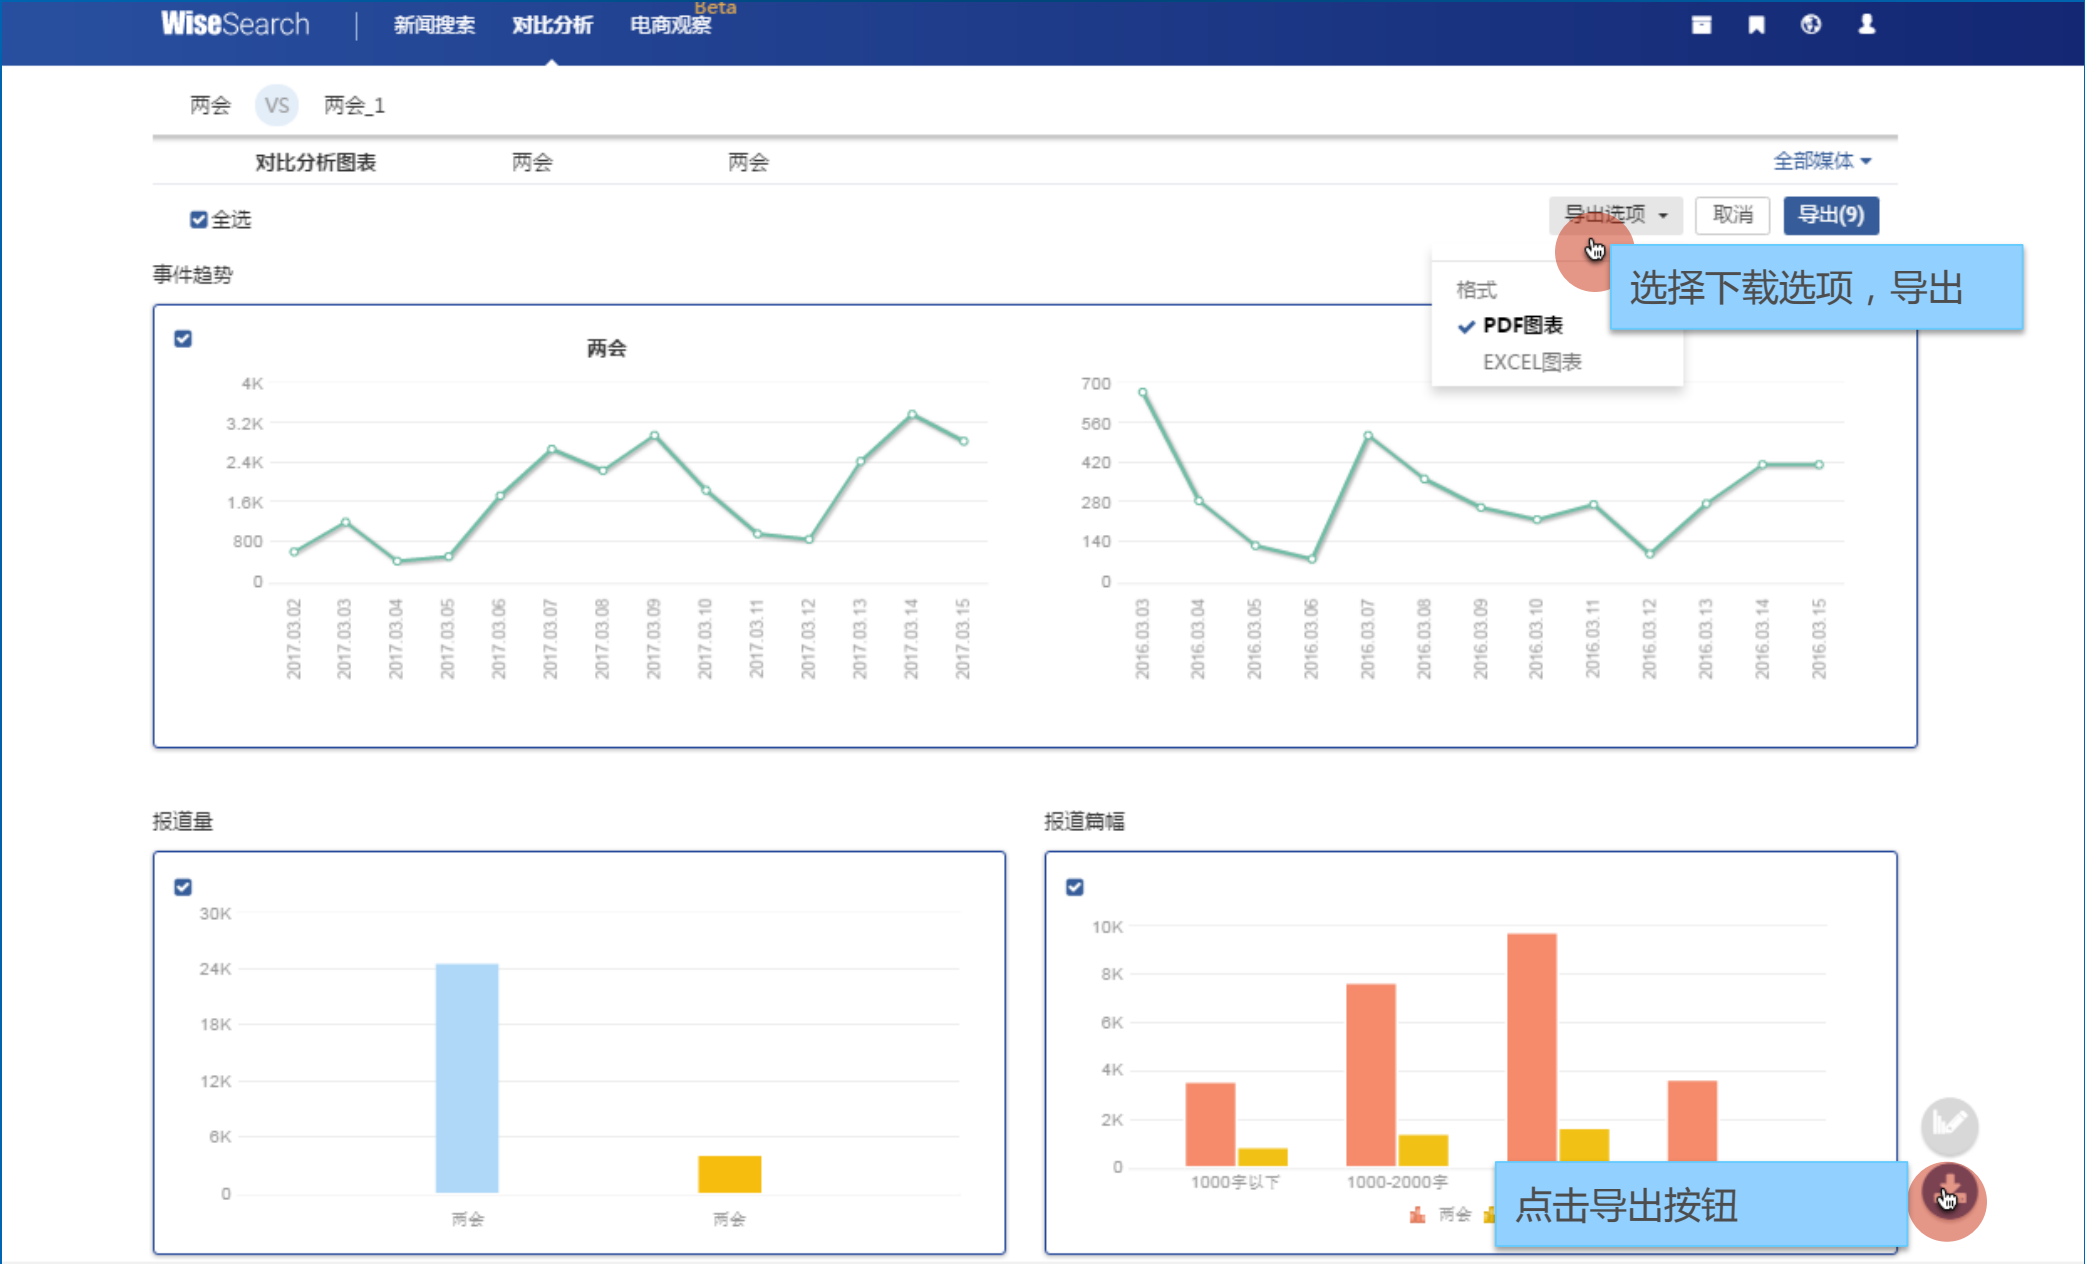 WiseSearch
新闻搜索
对比分析
电商观察
Beta
两会 VS 两会_1
对比分析图表
两会
两会
全部媒体
全选
导出选项
取消
导出(9)
选择下载选项，导出
格式
PDF图表
EXCEL图表
事件趋势
两会
4K
3.2K
2.4K
1.6K
800
0
2017.03.02
2017.03.03
2017.03.04
2017.03.05
2017.03.06
2017.03.07
2017.03.08
2017.03.09
2017.03.10
2017.03.11
2017.03.12
2017.03.13
2017.03.14
2017.03.15
700
560
420
280
140
0
2016.03.03
2016.03.04
2016.03.05
2016.03.06
2016.03.07
2016.03.08
2016.03.09
2016.03.10
2016.03.11
2016.03.12
2016.03.13
2016.03.14
2016.03.15
报道量
30K
24K
18K
12K
6K
0
两会
两会
报道篇幅
10K
8K
6K
4K
2K
0
1000字以下
1000-2000字
两会
点击导出按钮